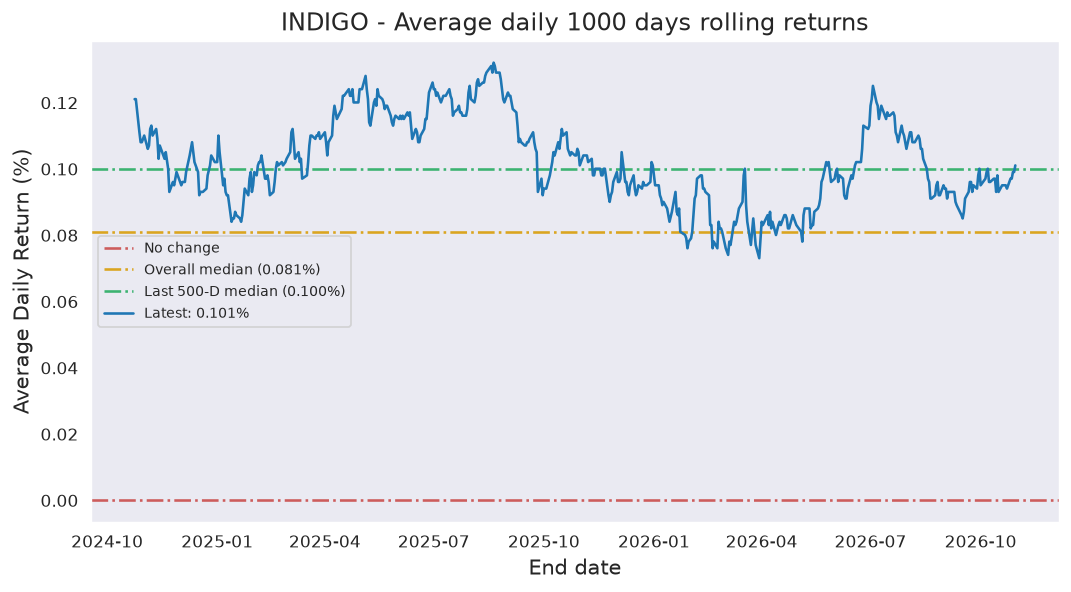 INDIGO - Average daily 1000 days rolling returns
Average Daily Return (%)
0.12
0.10
0.08
0.06
0.04
0.02
0.00
No change
Overall median (0.081%)
Last 500-D median (0.100%)
Latest: 0.101%
2024-10 2025-01 2025-04 2025-07 2025-10 2026-01 2026-04 2026-07 2026-10
End date